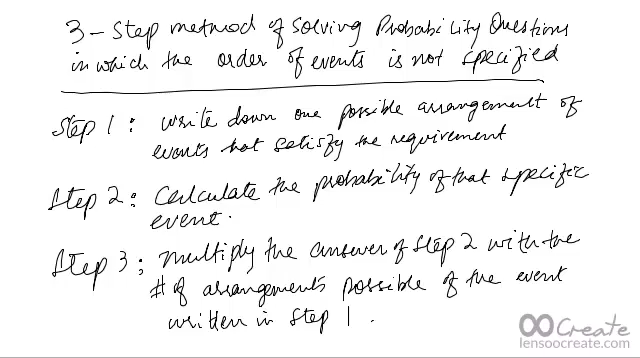 3-Step method of Solving Probability Questions
in which the order of events is not specified
Step 1: write down one possible arrangement of
events that satisfy the requirement
Step 2: Calculate the probability of that specific
event.
Step 3: Multiply the answer of Step 2 with the
# of arrangements possible of the event
written in Step 1.
Create
lensoocreate.com